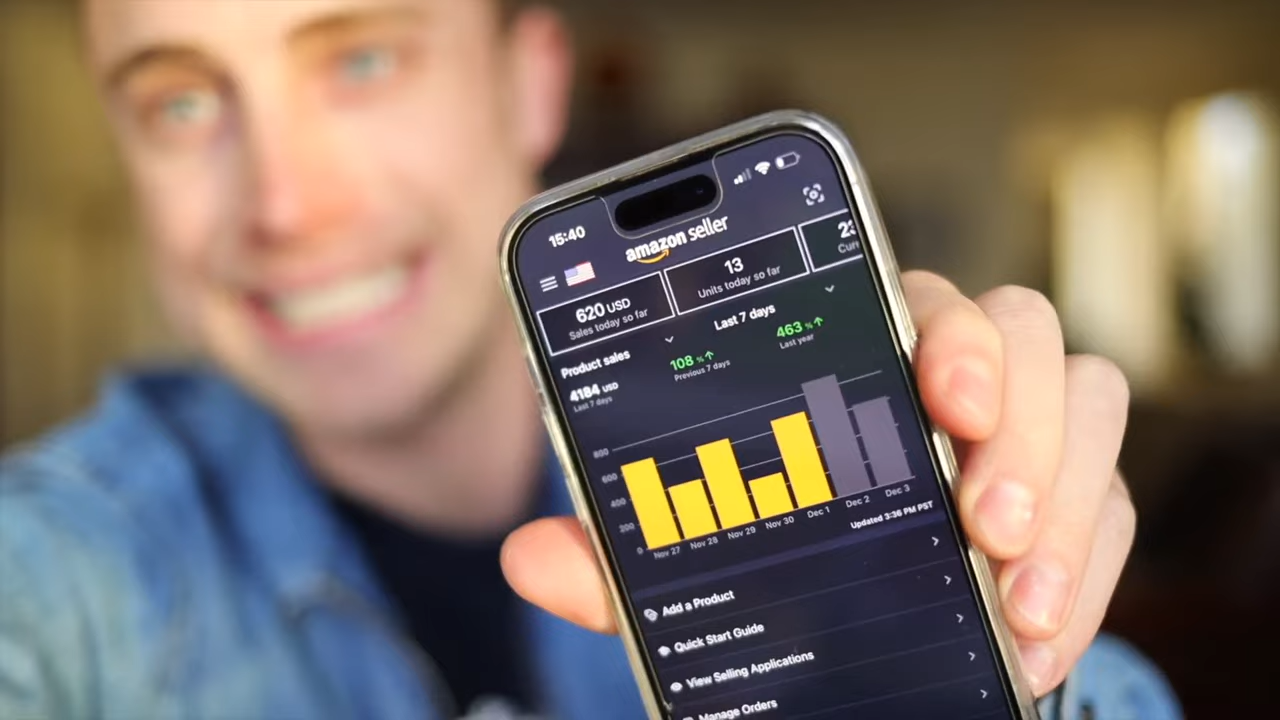 15:40
amazon seller
620 USD
Sales today so far
13
Units today so far
Product sales
Last 7 days
4184 USD
Last 7 days
108 %↑
Previous 7 days
463 %↑
Last year
800
600
400
200
0
Nov 27
Nov 28
Nov 29
Nov 30
Dec 1
Dec 2
Dec 3
Updated 3:36 PM PST
Add a Product
Quick Start Guide
View Selling Applications
Manage Orders